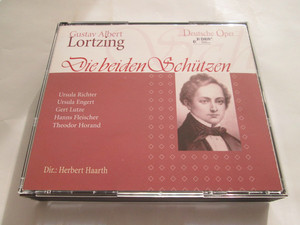 Gustav Albert
Lortzing
Deutsche Oper
Die beiden Schützen
Ursula Richter
Ursula Engert
Gert Luten
Hanns Fleischer
Theodor Horand
Dir.: Herbert Haarth